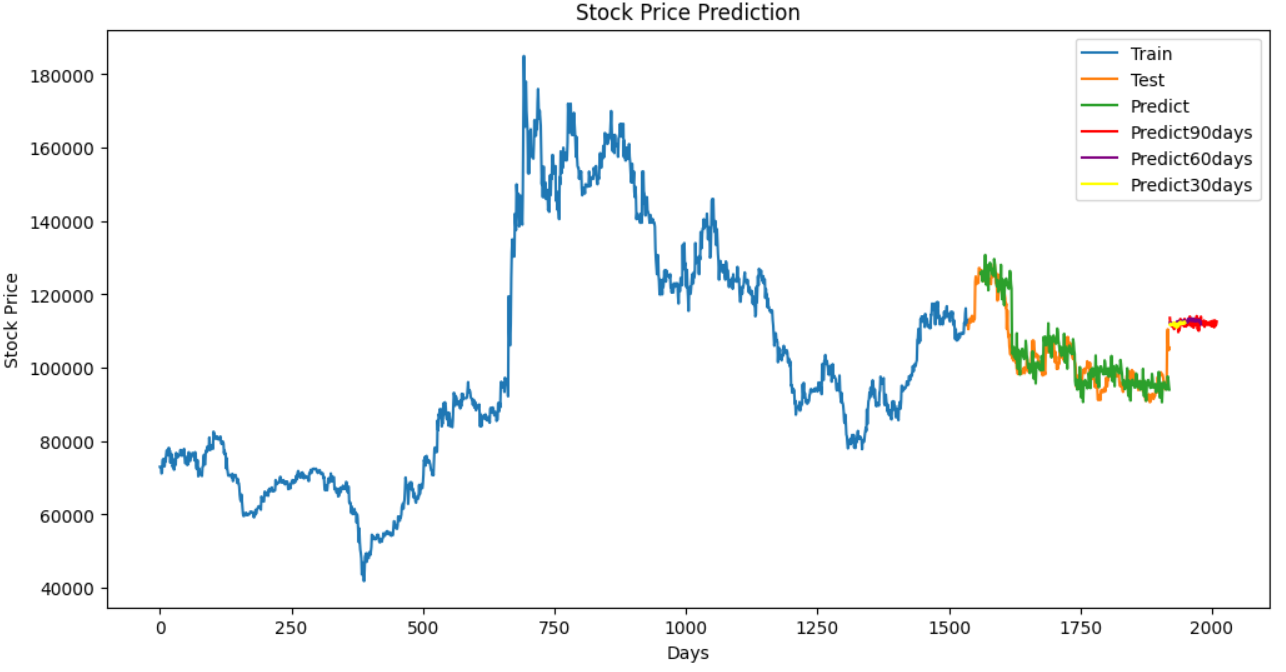 Stock Price Prediction
Stock Price
180000
160000
140000
120000
100000
80000
60000
40000
Train
Test
Predict
Predict90days
Predict60days
Predict30days
0 250 500 750 1000 1250 1500 1750 2000
Days